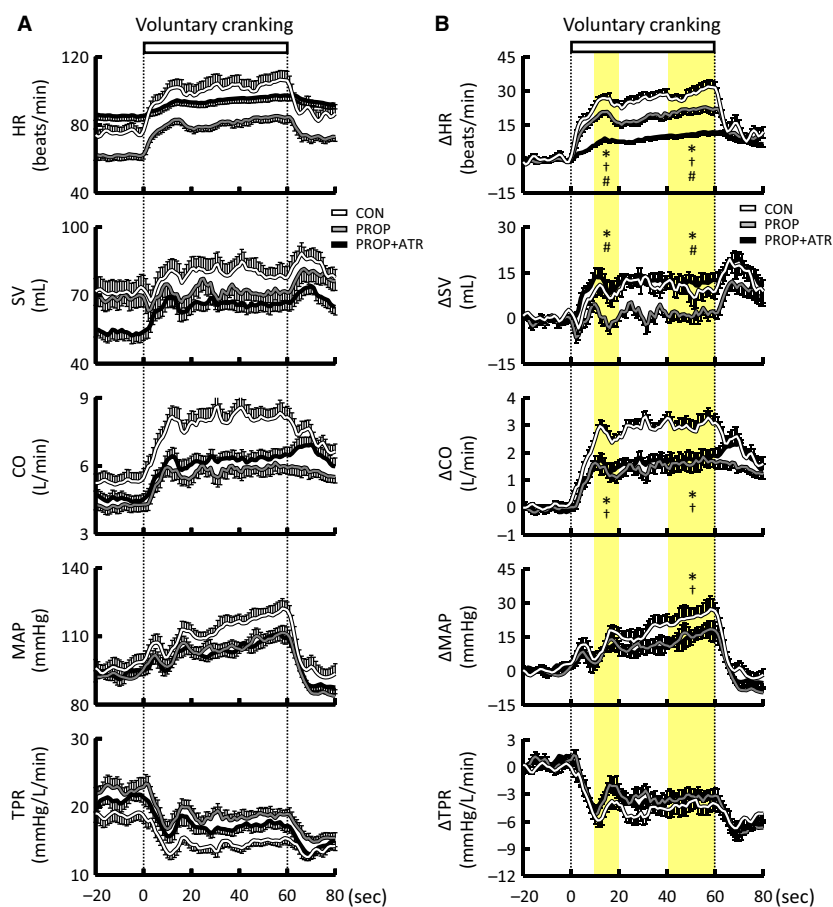 A
Voluntary cranking
HR
(beats/min)
120
80
40
CON
PROP
PROP+ATR
SV
(mL)
100
70
40
CO
(L/min)
9
6
3
MAP
(mmHg)
140
110
80
TPR
(mmHg/L/min)
30
20
10
−20 0 20 40 60 80 (sec)
B
Voluntary cranking
ΔHR
(beats/min)
45
30
15
0
−15
* *
† †
# #
CON
PROP
PROP+ATR
ΔSV
(mL)
30
15
0
−15
* *
# #
ΔCO
(L/min)
4
3
2
1
0
−1
* *
† †
ΔMAP
(mmHg)
45
30
15
0
−15
*
†
ΔTPR
(mmHg/L/min)
3
0
−3
−6
−9
−12
−20 0 20 40 60 80 (sec)